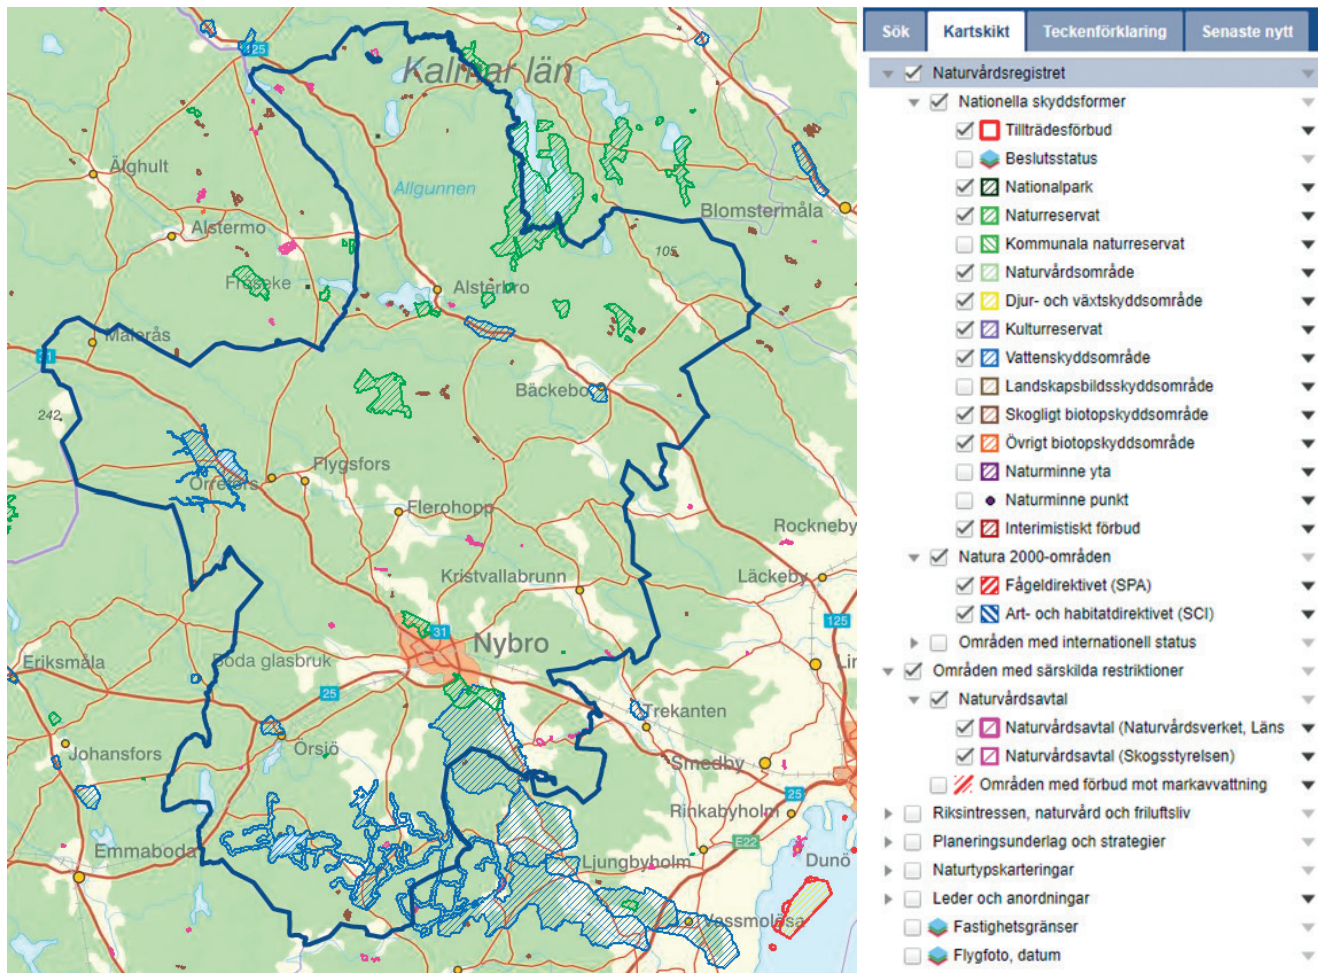 125
Kalmar län
Älghult
Allgunnen
Alstermo
Blomstermåla
105
Fröseke
Alsterbro
Målerås
31
Bäckebo
242
Flygsfors
Orrefors
Flerohopp
Rockneby
Kristvallabrunn
Läckeby
125
31
Nybro
Eriksmåla
Boda glasbruk
25
Trekanten
Johansfors
Örsjö
Smedby
25
Rinkabyholm
E22
Emmaboda
Ljungbyholm
Dunö
Vassmolösa
Sök
Kartskikt
Teckenförklaring
Senaste nytt
Naturvårdsregistret
Nationella skyddsformer
Tillträdesförbud
Beslutsstatus
Nationalpark
Naturreservat
Kommunala naturreservat
Naturvårdsområde
Djur- och växtskyddsområde
Kulturreservat
Vattenskyddsområde
Landskapsbildsskyddsområde
Skogligt biotopskyddsområde
Övrigt biotopskyddsområde
Naturminne yta
Naturminne punkt
Interimistiskt förbud
Natura 2000-områden
Fågeldirektivet (SPA)
Art- och habitatdirektivet (SCI)
Områden med internationell status
Områden med särskilda restriktioner
Naturvårdsavtal
Naturvårdsavtal (Naturvårdsverket, Läns
Naturvårdsavtal (Skogsstyrelsen)
Områden med förbud mot markavvattning
Riksintressen, naturvård och friluftsliv
Planeringsunderlag och strategier
Naturtypskarteringar
Leder och anordningar
Fastighetsgränser
Flygfoto, datum